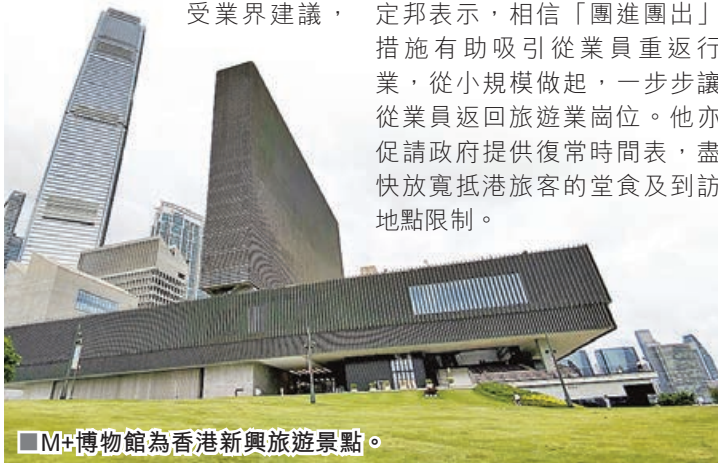 受業界建議，
定邦表示，相信「團進團出」
措施有助吸引從業員重返行
業，從小規模做起，一步步讓
從業員返回旅遊業崗位。他亦
促請政府提供復常時間表，盡
快放寬抵港旅客的堂食及到訪
地點限制。
■M+博物館為香港新興旅遊景點。